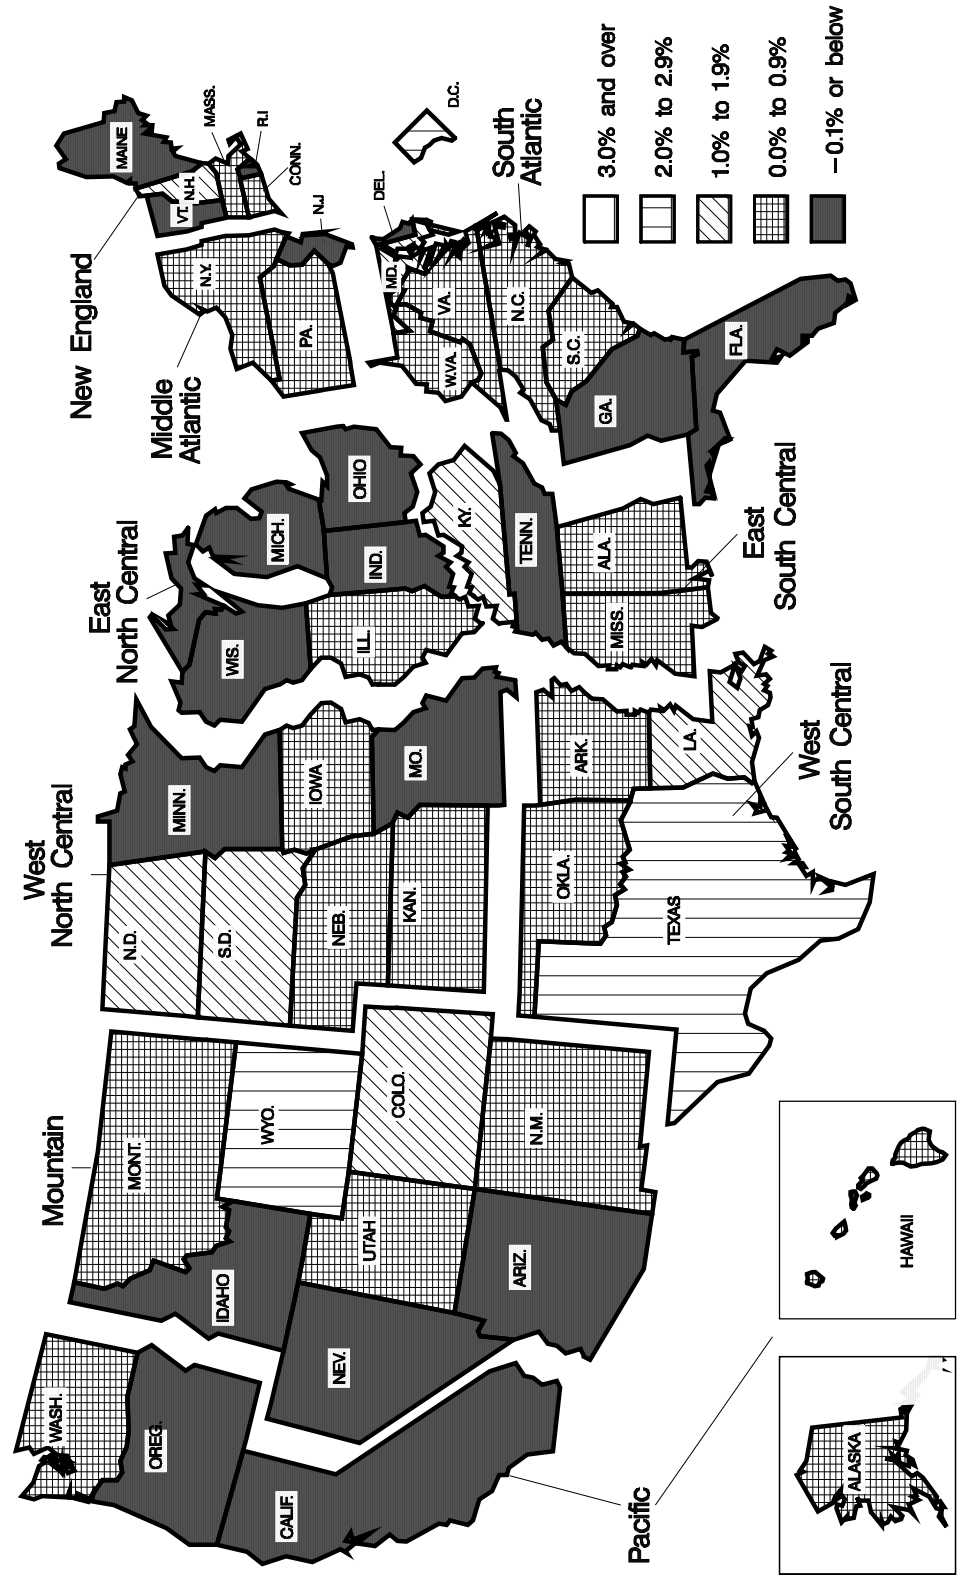 Pacific
WASH.
OREG.
CALIF.
ALASKA
HAWAII
Mountain
MONT.
IDAHO
WYO.
NEV.
UTAH
COLO.
ARIZ.
N.M.
West
North Central
N.D.
MINN.
S.D.
IOWA
NEB.
MO.
KAN.
West
South Central
OKLA.
ARK.
TEXAS
LA.
East
North Central
WIS.
MICH.
ILL.
IND.
OHIO
East
South Central
KY.
TENN.
MISS.
ALA.
Middle
Atlantic
N.Y.
PA.
N.J
New England
MAINE
VT.
N.H.
MASS.
R.I
CONN.
South
Atlantic
DEL.
MD.
D.C.
W.VA.
VA.
N.C.
S.C.
GA.
FLA.
3.0% and over
2.0% to 2.9%
1.0% to 1.9%
0.0% to 0.9%
−0.1% or below